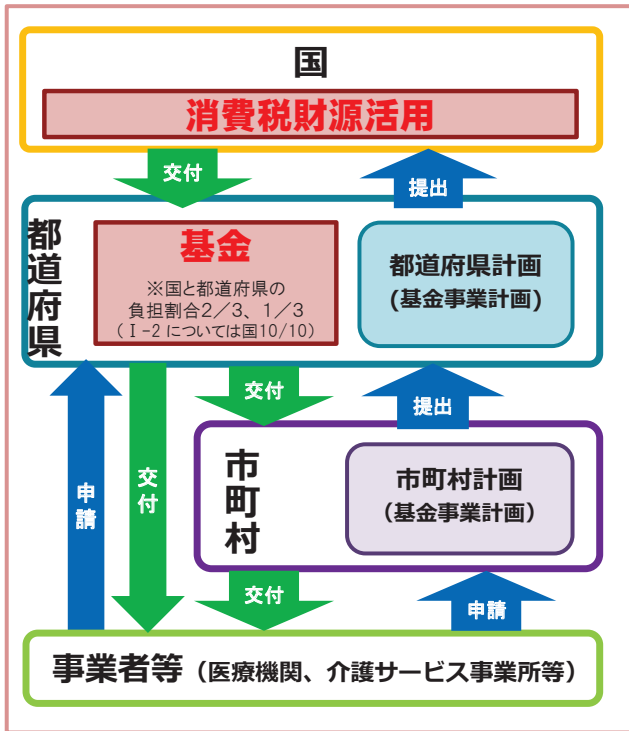 国
消費税財源活用
交付
提出
都道府県
基金
※国と都道府県の
負担割合2/3、1/3
(Ⅰ-2については国10/10)
都道府県計画
(基金事業計画)
申請
交付
交付
提出
市町村
市町村計画
(基金事業計画)
交付
申請
事業者等(医療機関、介護サービス事業所等)